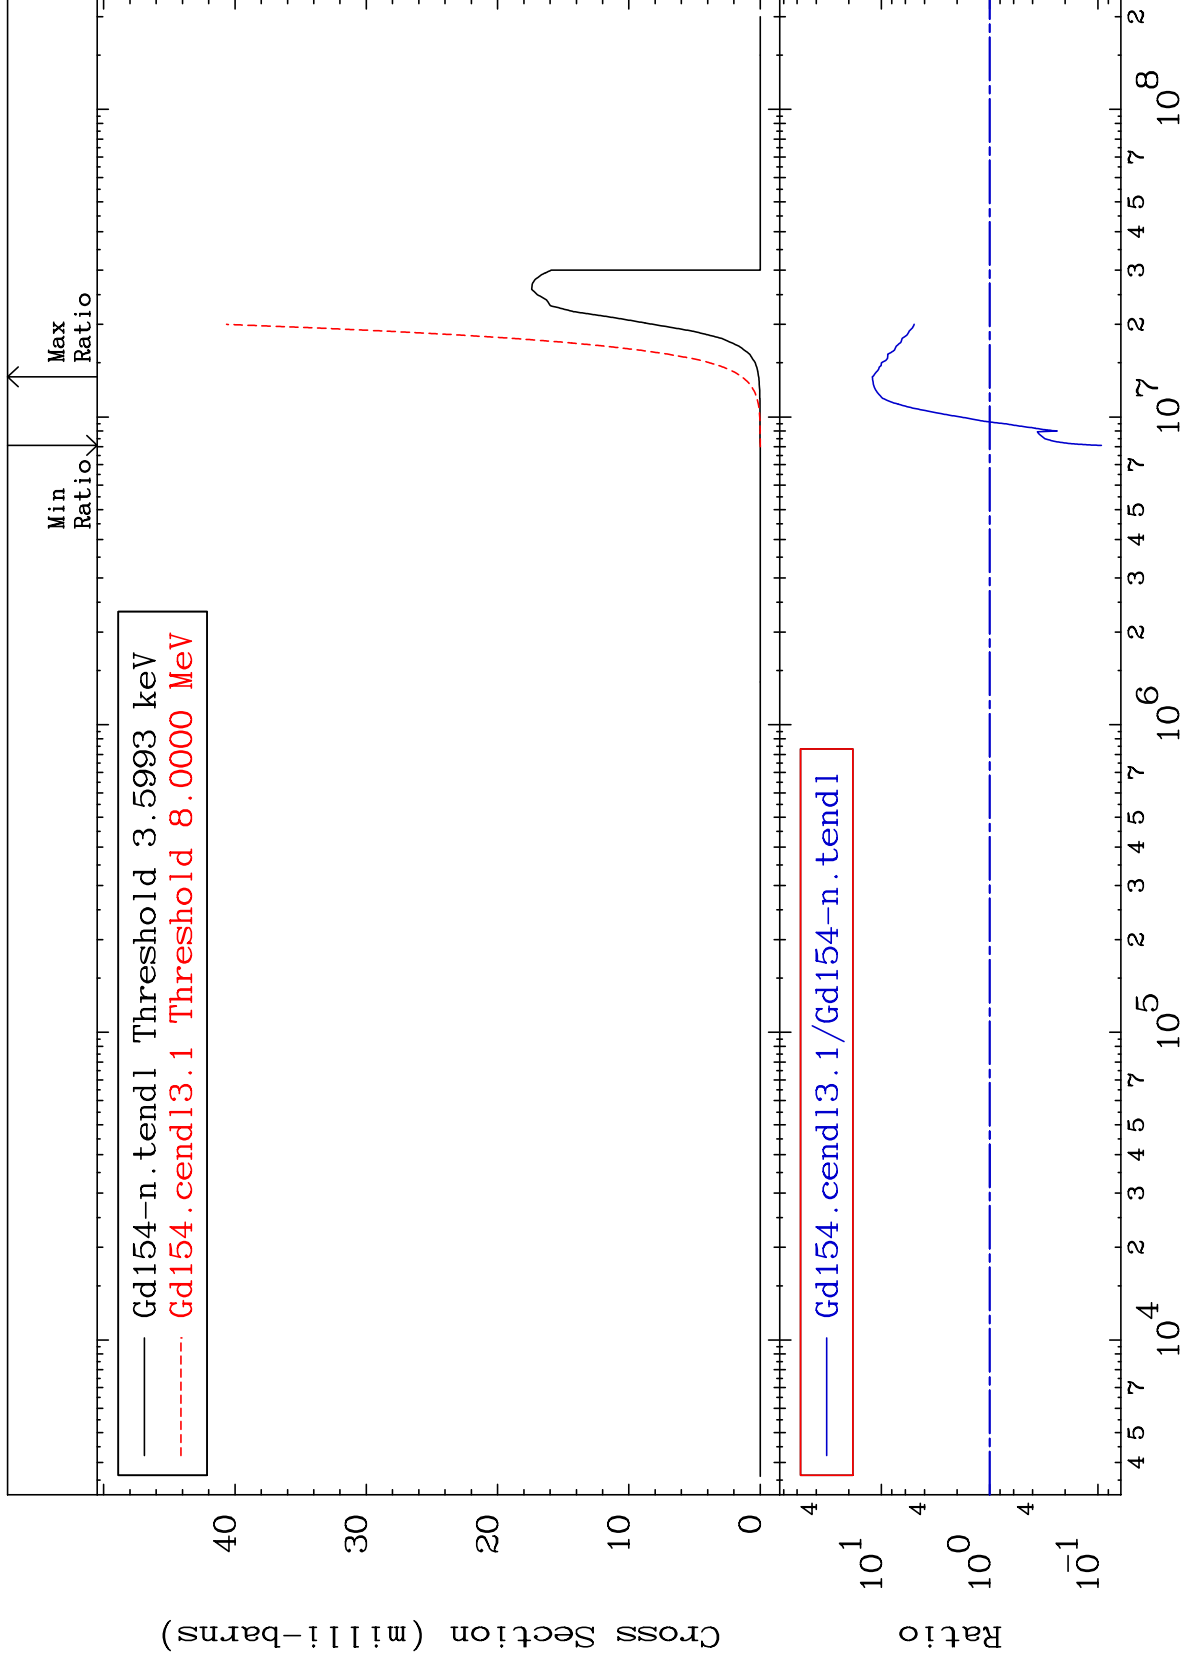 Min
Ratio
Max
Ratio
Gd154-n.tendl Threshold 3.5993 keV
Gd154.cendl3.1 Threshold 8.0000 MeV
40
30
20
10
0
Cross Section (milli-barns)
Gd154.cendl3.1/Gd154-n.tendl
4
10^1
4
10^0
4
10^-1
Ratio
4 5 7 10^4 2 3 4 5 7 10^5 2 3 4 5 7 10^6 2 3 4 5 7 10^7 2 3 4 5 7 10^8 2